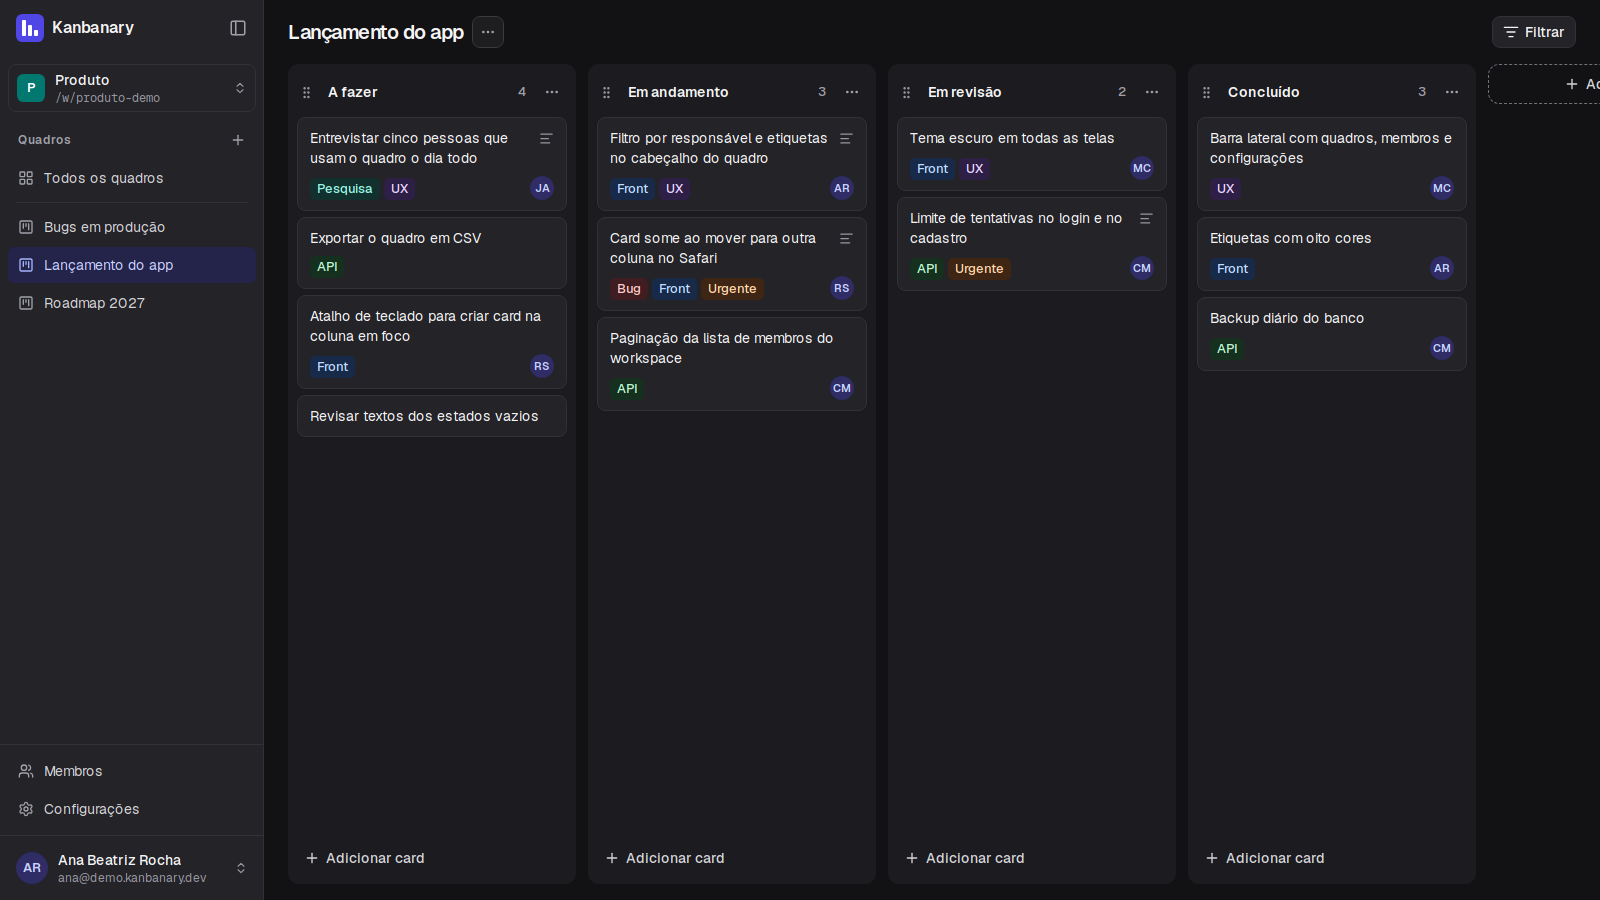 Kanbanary
P
Produto
/w/produto-demo
Quadros
Todos os quadros
Bugs em produção
Lançamento do app
Roadmap 2027
Membros
Configurações
AR
Ana Beatriz Rocha
ana@demo.kanbanary.dev
Lançamento do app
Filtrar
A fazer
4
Entrevistar cinco pessoas que
usam o quadro o dia todo
Pesquisa
UX
JA
Exportar o quadro em CSV
API
Atalho de teclado para criar card na
coluna em foco
Front
RS
Revisar textos dos estados vazios
Adicionar card
Em andamento
3
Filtro por responsável e etiquetas
no cabeçalho do quadro
Front
UX
AR
Card some ao mover para outra
coluna no Safari
Bug
Front
Urgente
RS
Paginação da lista de membros do
workspace
API
CM
Adicionar card
Em revisão
2
Tema escuro em todas as telas
Front
UX
MC
Limite de tentativas no login e no
cadastro
API
Urgente
CM
Adicionar card
Concluído
3
Barra lateral com quadros, membros e
configurações
UX
MC
Etiquetas com oito cores
Front
AR
Backup diário do banco
API
CM
Adicionar card